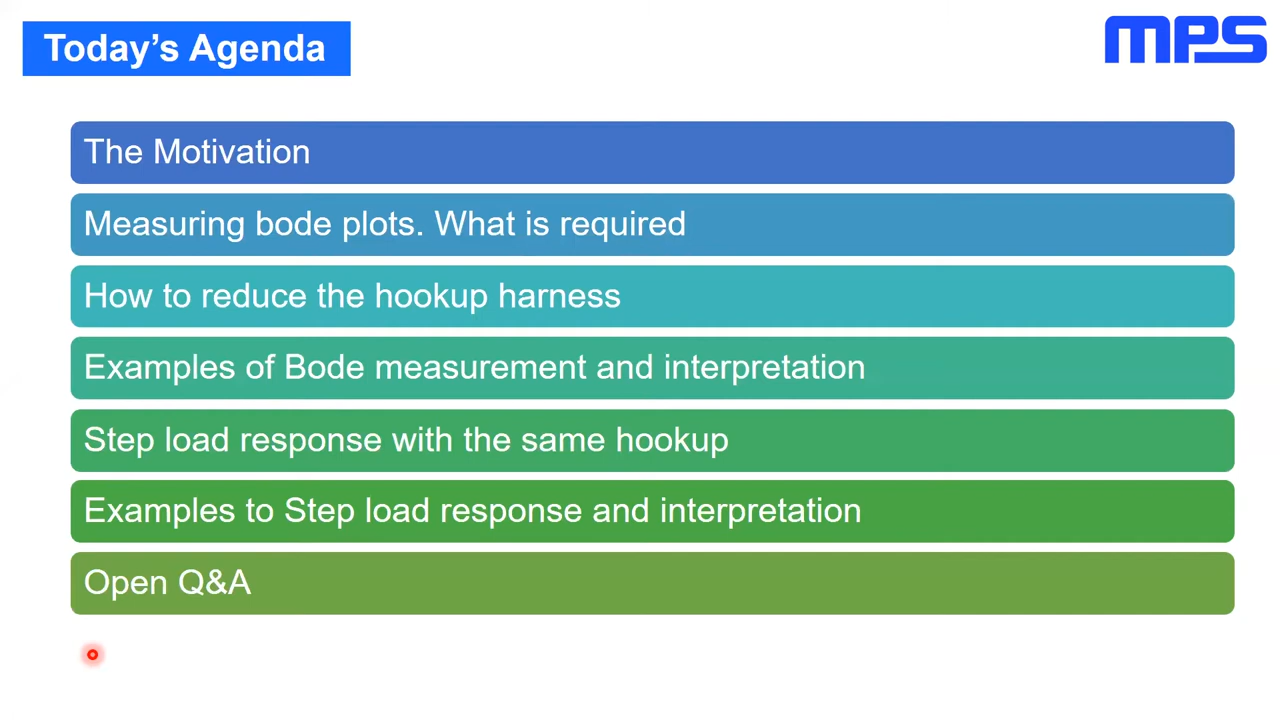 Today's Agenda
mps
The Motivation
Measuring bode plots. What is required
How to reduce the hookup harness
Examples of Bode measurement and interpretation
Step load response with the same hookup
Examples to Step load response and interpretation
Open Q&A